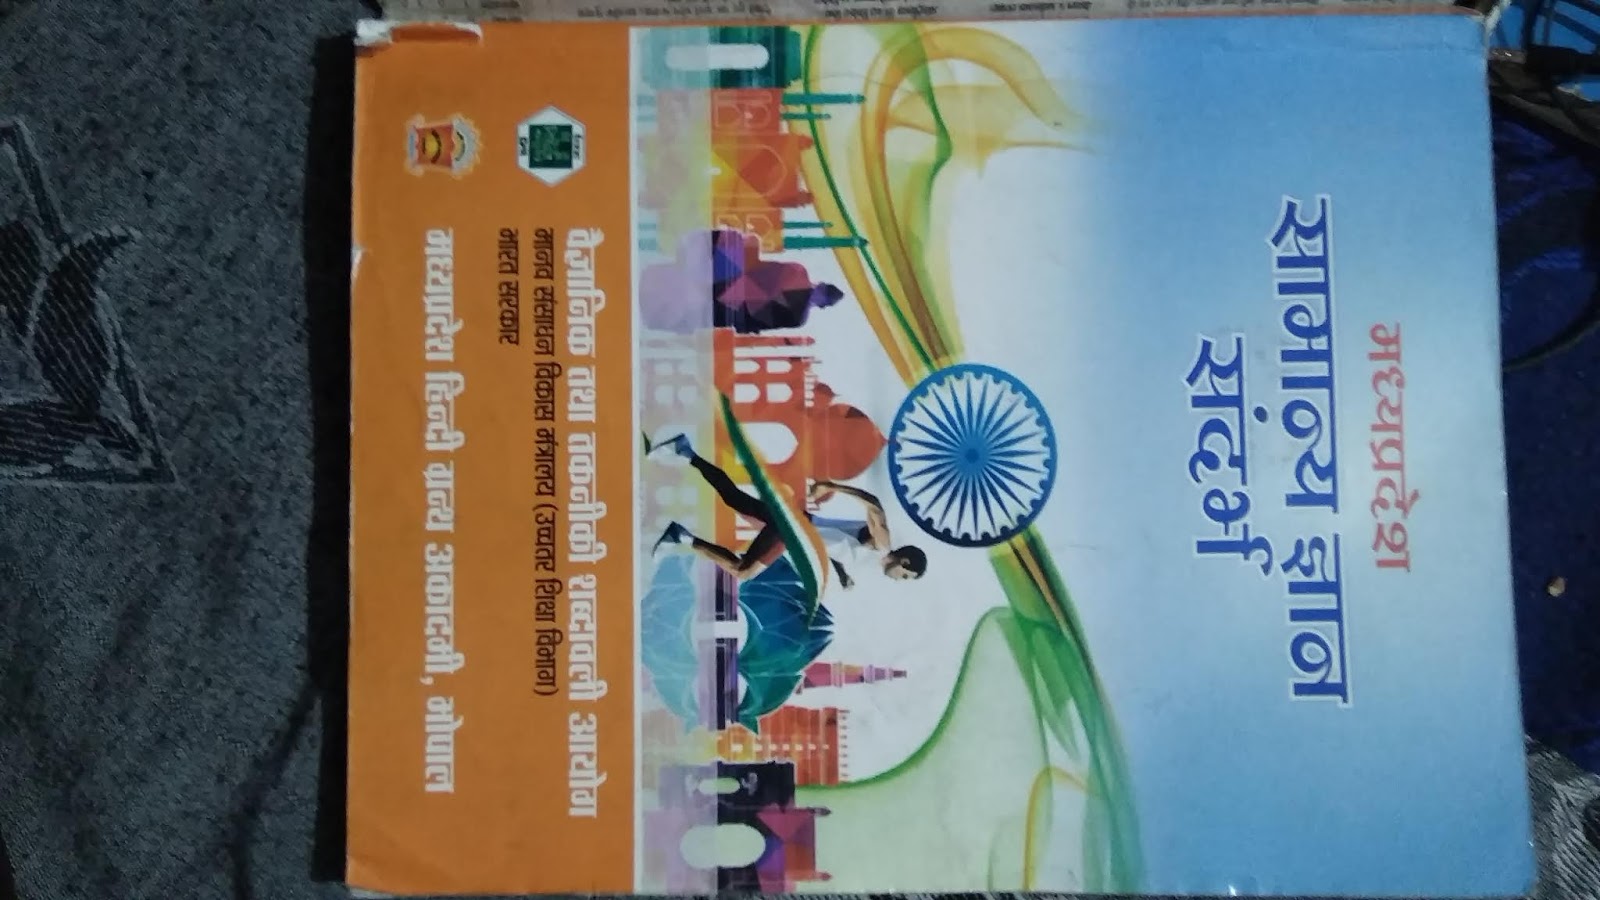 मध्यप्रदेश
सामान्य ज्ञान
संदर्भ
वैज्ञानिक तथा तकनीकी शब्दावली आयोग
मानव संसाधन विकास मंत्रालय (उच्चतर शिक्षा विभाग)
भारत सरकार
मध्यप्रदेश हिन्दी ग्रन्थ अकादमी, भोपाल